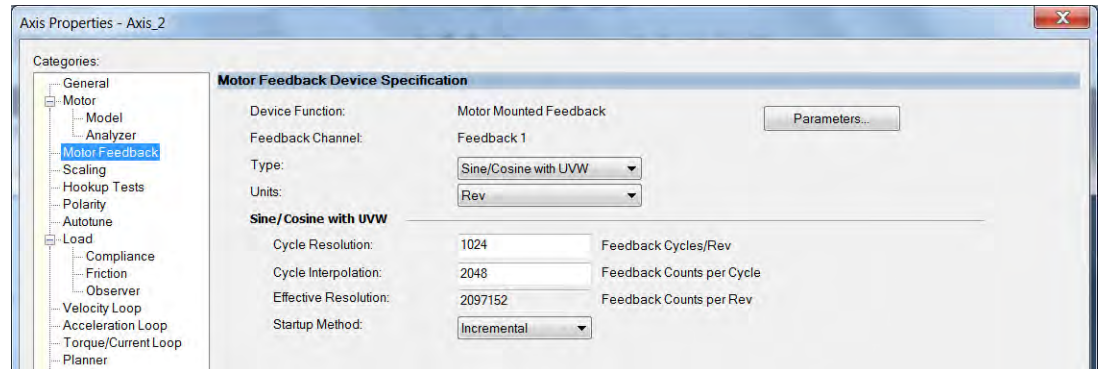 Axis Properties - Axis_2
X
Categories:
General
Motor
Model
Analyzer
Motor Feedback
Scaling
Hookup Tests
Polarity
Autotune
Load
Compliance
Friction
Observer
Velocity Loop
Acceleration Loop
Torque/Current Loop
Planner
Motor Feedback Device Specification
Device Function: Motor Mounted Feedback Parameters...
Feedback Channel: Feedback 1
Type: Sine/Cosine with UVW
Units: Rev
Sine/Cosine with UVW
Cycle Resolution: 1024 Feedback Cycles/Rev
Cycle Interpolation: 2048 Feedback Counts per Cycle
Effective Resolution: 2097152 Feedback Counts per Rev
Startup Method: Incremental